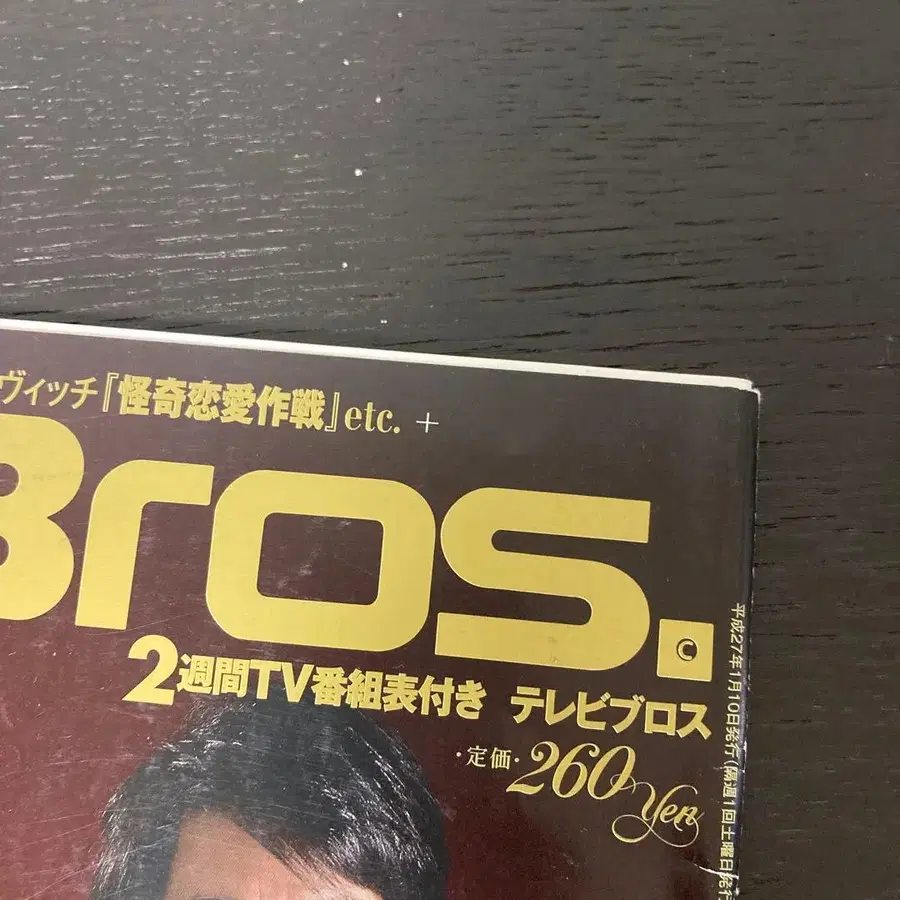 ヴィッチ『怪奇恋愛作戦』etc. +
Bros.
2週間TV番組表付き テレビブロス
・定価・260Yen
平成27年1月10日発行(隔週1回土曜日発行